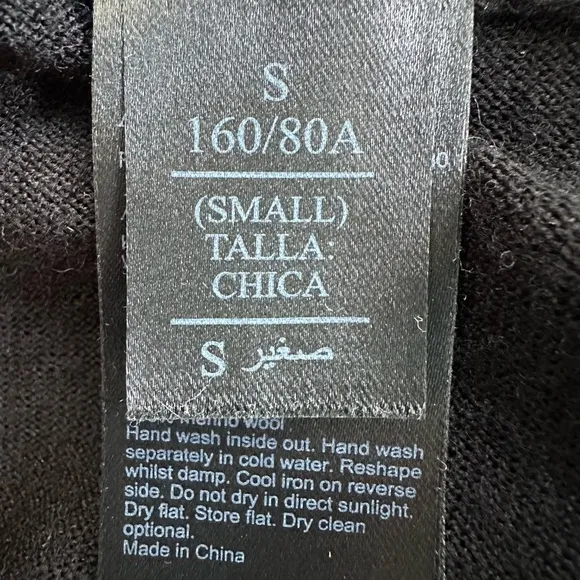 S
160/80A
(SMALL)
TALLA:
CHICA
S صغير
merino wool
Hand wash inside out. Hand wash
separately in cold water. Reshape
whilst damp. Cool iron on reverse
side. Do not dry in direct sunlight.
Dry flat. Store flat. Dry clean
optional.
Made in China